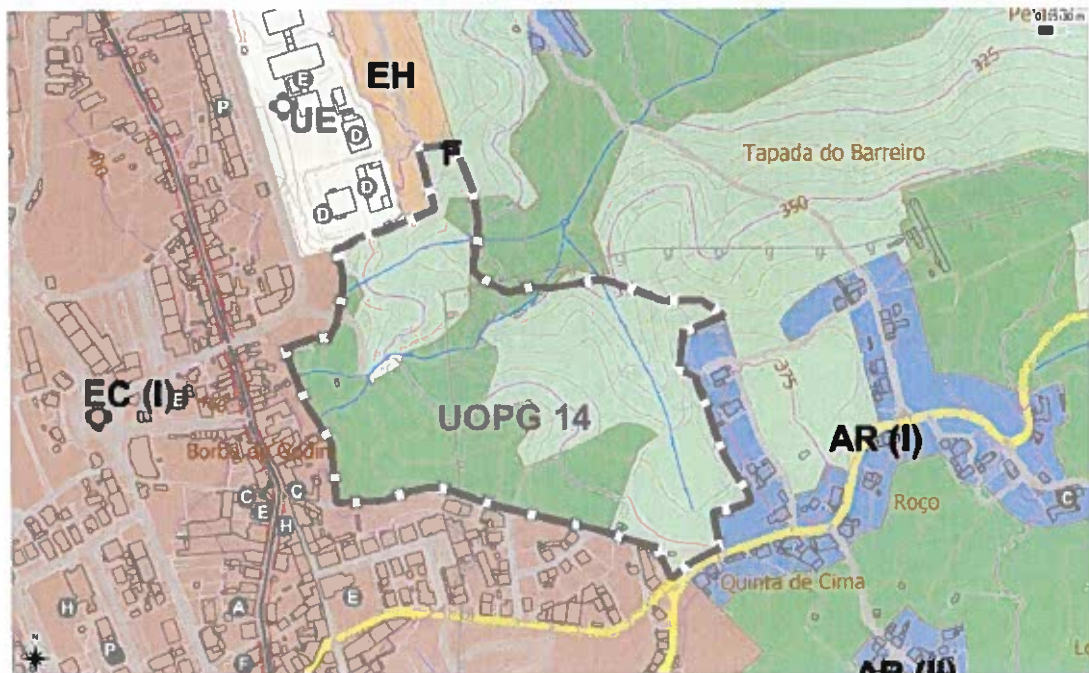 EH
P
E
UE
D
D
D
F
325
Tapada do Barreiro
350
EC (I)
E
UOPG 14
375
AR (I)
Roço
C
C
C
E
H
Quinta de Cima
H
A
E
P
F
N